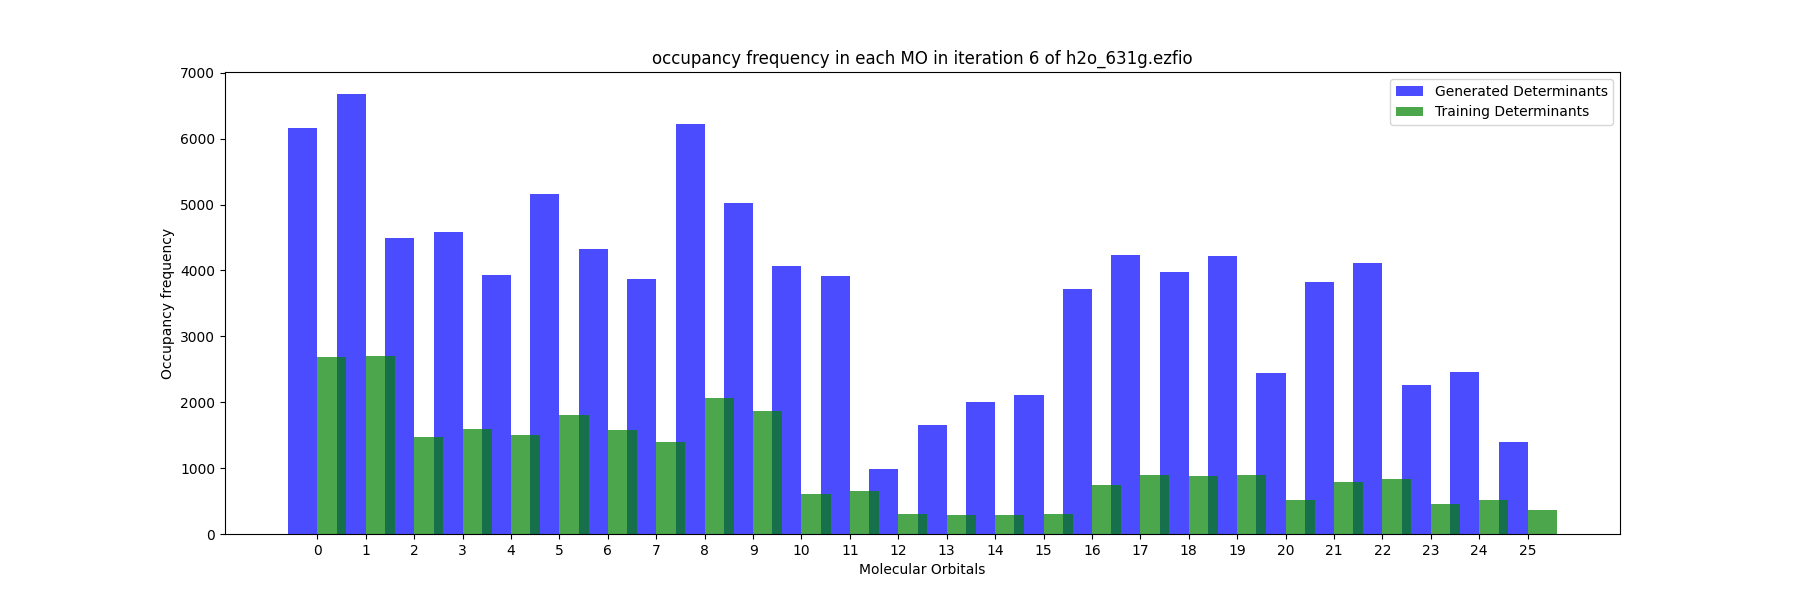 occupancy frequency in each MO in iteration 6 of h2o_631g.ezfio
Generated Determinants
Training Determinants
7000
6000
5000
4000
3000
2000
1000
0
Occupancy frequency
0 1 2 3 4 5 6 7 8 9 10 11 12 13 14 15 16 17 18 19 20 21 22 23 24 25
Molecular Orbitals